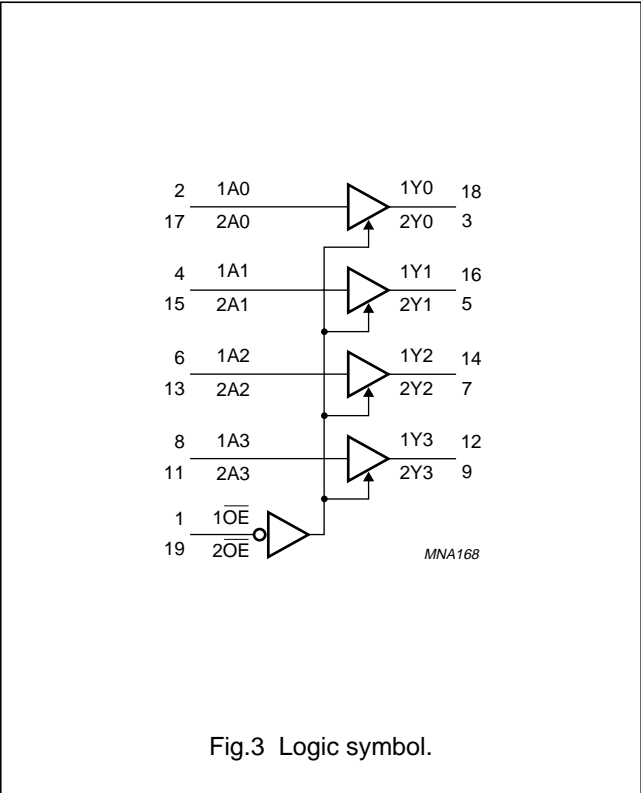 2 1A0 1Y0 18
17 2A0 2Y0 3
4 1A1 1Y1 16
15 2A1 2Y1 5
6 1A2 1Y2 14
13 2A2 2Y2 7
8 1A3 1Y3 12
11 2A3 2Y3 9
1 1O̅E̅
19 2O̅E̅
MNA168
Fig.3 Logic symbol.